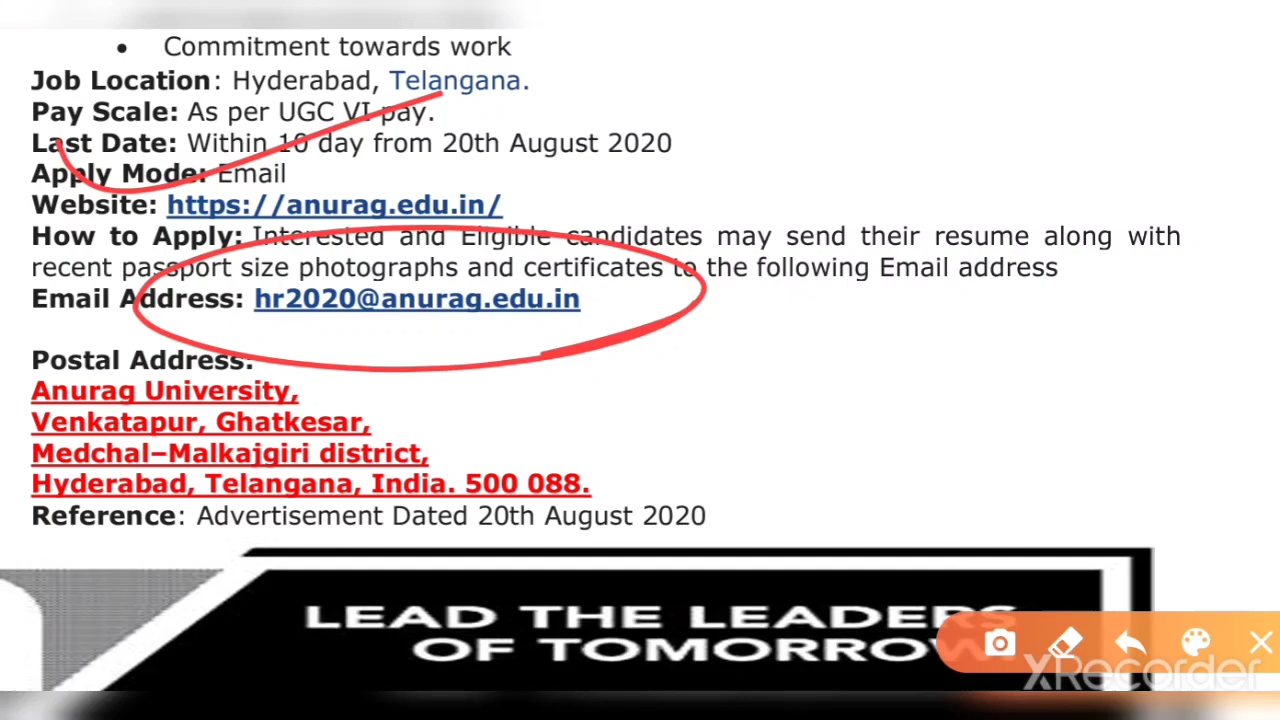 • Commitment towards work
Job Location: Hyderabad, Telangana.
Pay Scale: As per UGC VI pay.
Last Date: Within 10 day from 20th August 2020
Apply Mode: Email
Website: https://anurag.edu.in/
How to Apply: Interested and Eligible candidates may send their resume along with
recent passport size photographs and certificates to the following Email address
Email Address: hr2020@anurag.edu.in
Postal Address:
Anurag University,
Venkatapur, Ghatkesar,
Medchal–Malkajgiri district,
Hyderabad, Telangana, India. 500 088.
Reference: Advertisement Dated 20th August 2020
LEAD THE LEADERS
OF TOMORROW.
XRecorder